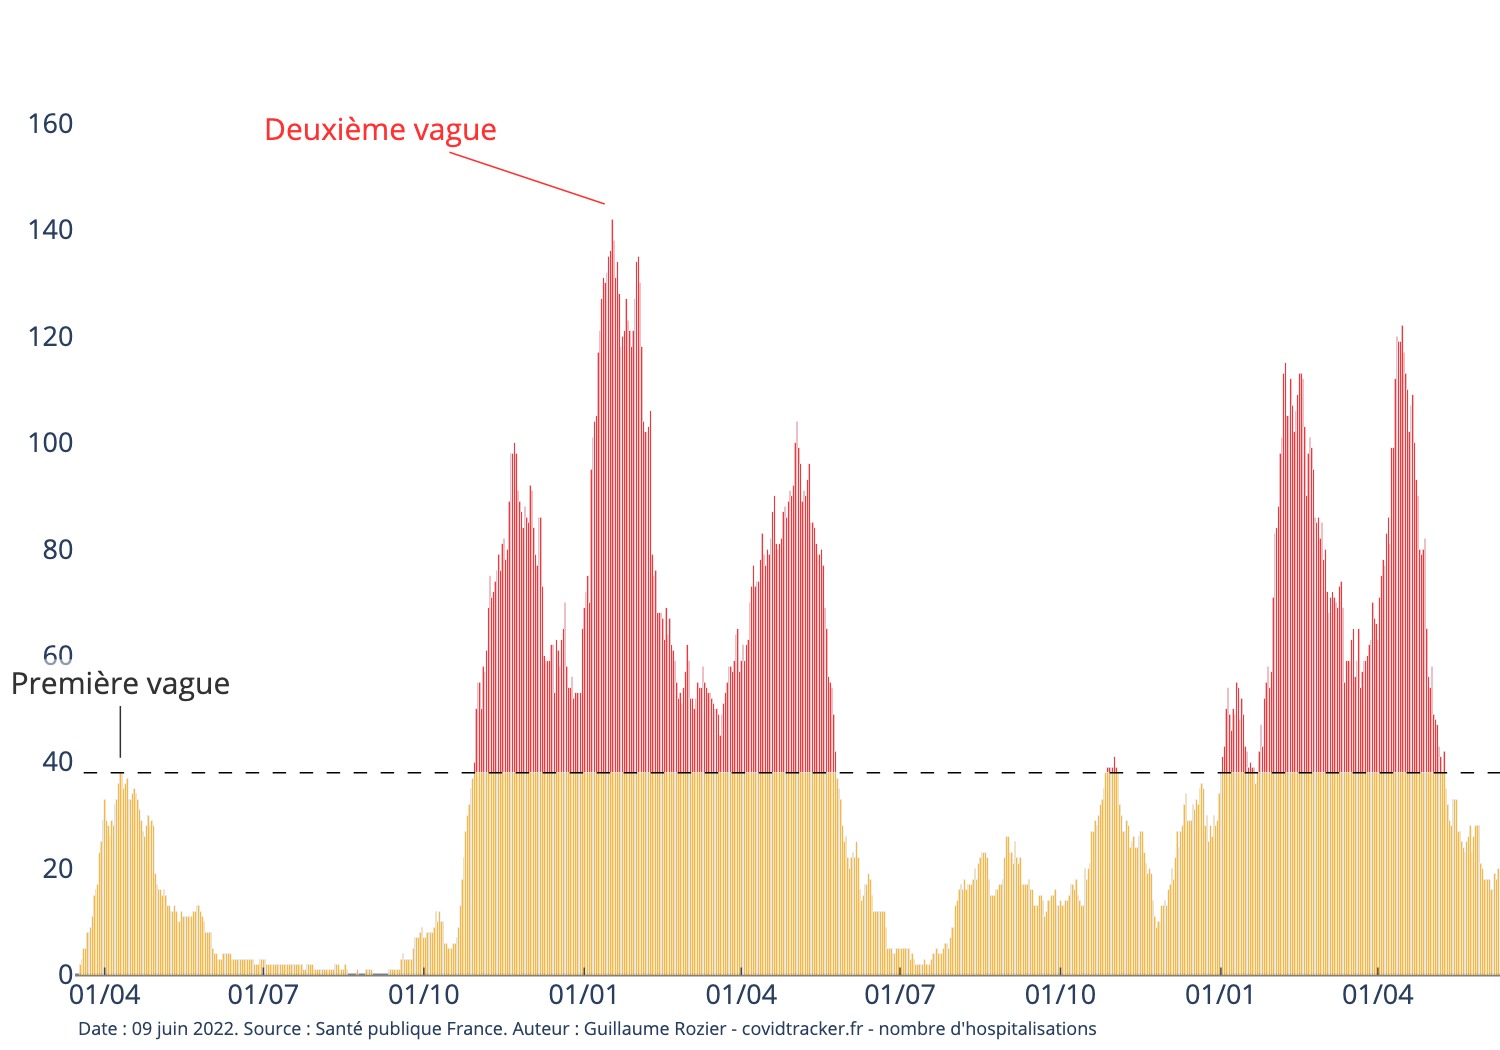 160
Deuxième vague
140
120
100
80
60
Première vague
40
20
0
01/04 01/07 01/10 01/01 01/04 01/07 01/10 01/01 01/04
Date : 09 juin 2022. Source : Santé publique France. Auteur : Guillaume Rozier - covidtracker.fr - nombre d'hospitalisations